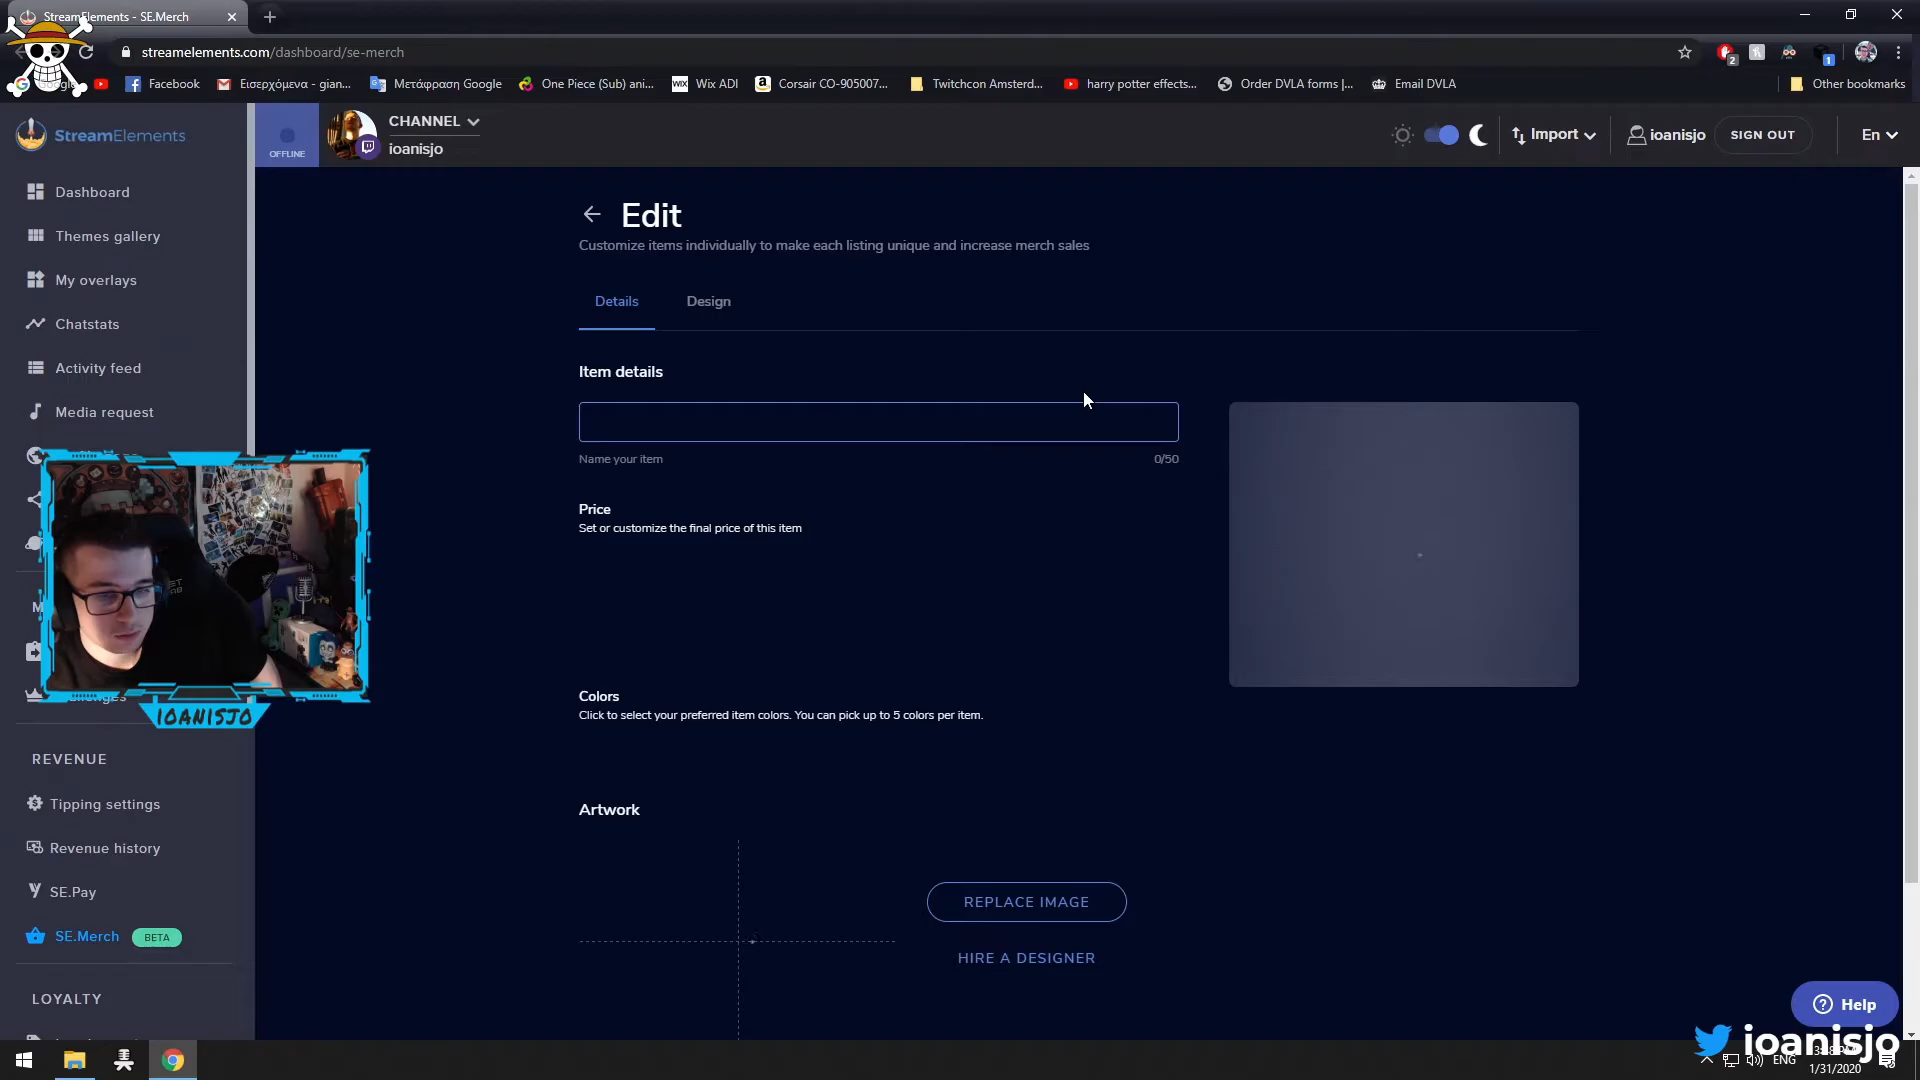 StreamElements - SE.Merch
streamelements.com/dashboard/se-merch
Facebook
Εισερχόμενα - gian...
Μετάφραση Google
One Piece (Sub) ani...
Wix ADI
Corsair CO-905007...
Twitchcon Amsterd...
harry potter effects...
Order DVLA forms |...
Email DVLA
Other bookmarks
StreamElements
OFFLINE
CHANNEL
ioanisjo
Import
ioanisjo
SIGN OUT
En
Dashboard
Themes gallery
My overlays
Chatstats
Activity feed
Media request
REVENUE
Tipping settings
Revenue history
SE.Pay
SE.Merch
BETA
LOYALTY
Edit
Customize items individually to make each listing unique and increase merch sales
Details
Design
Item details
Name your item
0/50
Price
Set or customize the final price of this item
Colors
Click to select your preferred item colors. You can pick up to 5 colors per item.
Artwork
REPLACE IMAGE
HIRE A DESIGNER
Help
IOANISJO
ioanisjo
ENG
1/31/2020